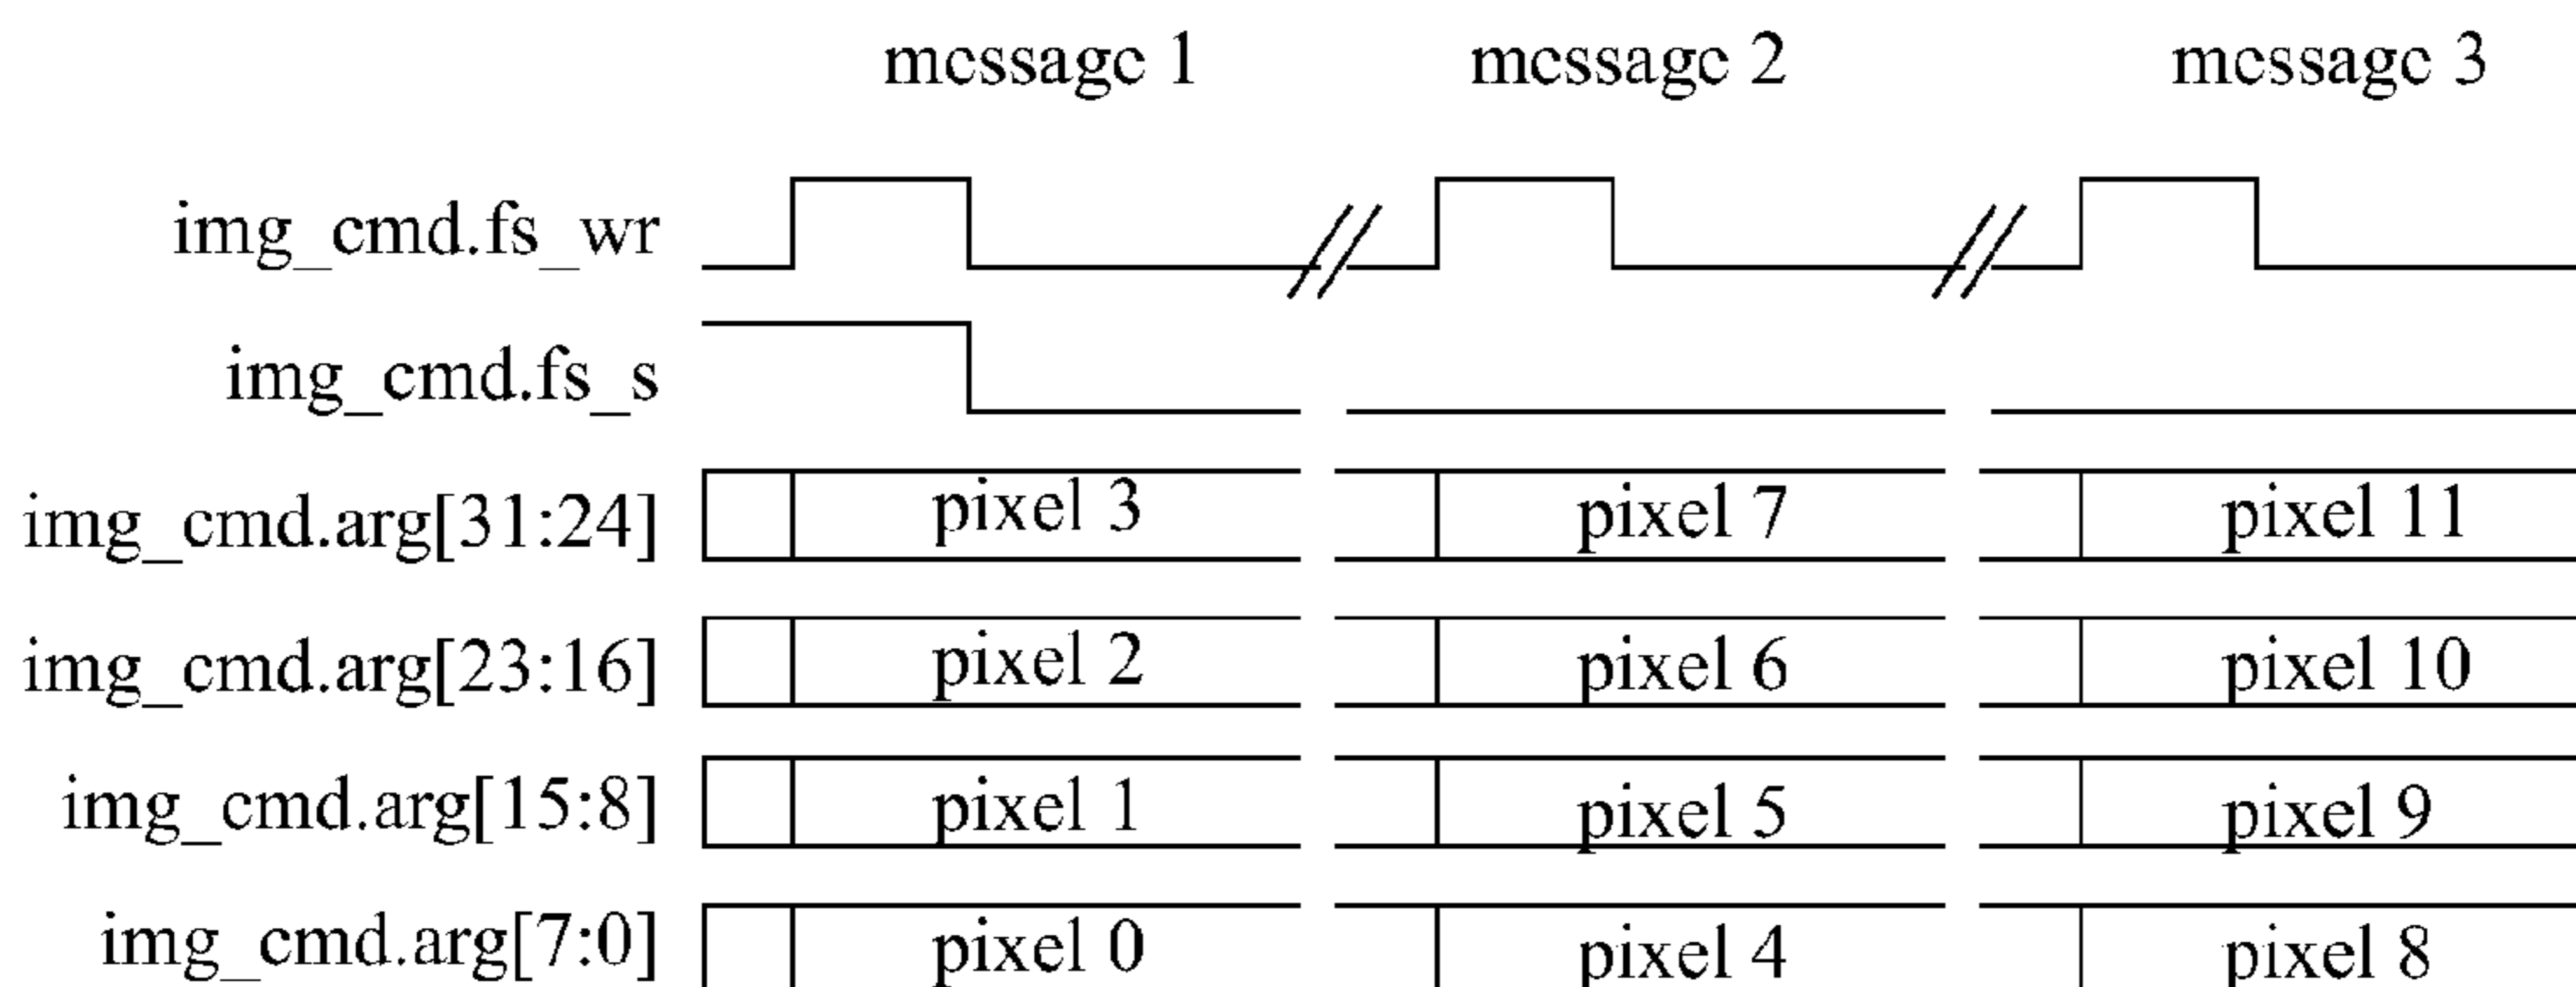 message 1 message 2 message 3
img_cmd.fs_wr
img_cmd.fs_s
img_cmd.arg[31:24] pixel 3 pixel 7 pixel 11
img_cmd.arg[23:16] pixel 2 pixel 6 pixel 10
img_cmd.arg[15:8] pixel 1 pixel 5 pixel 9
img_cmd.arg[7:0] pixel 0 pixel 4 pixel 8